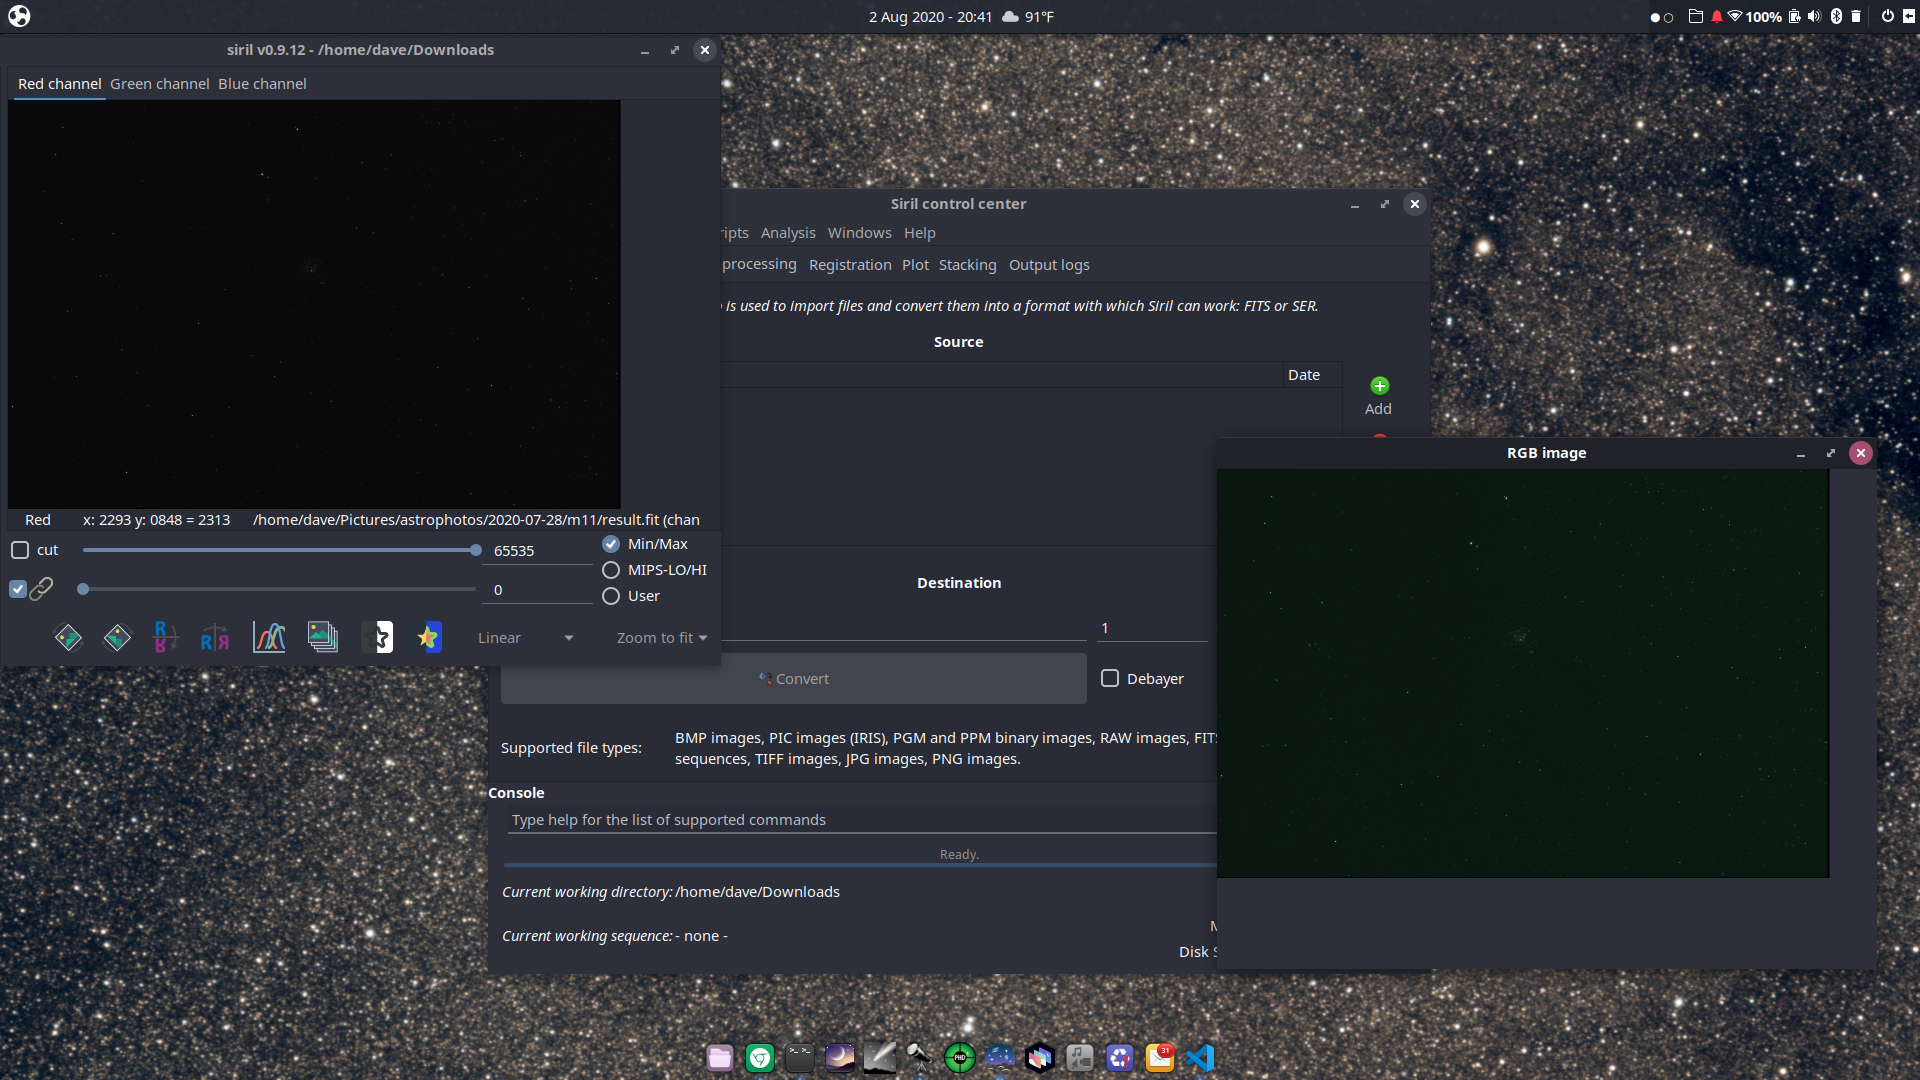 2 Aug 2020 - 20:41 91°F
100%
siril v0.9.12 - /home/dave/Downloads
Red channel Green channel Blue channel
Red x: 2293 y: 0848 = 2313 /home/dave/Pictures/astrophotos/2020-07-28/m11/result.fit (chan
cut 65535 Min/Max
MIPS-LO/HI
0 User
Linear Zoom to fit
Siril control center
ripts Analysis Windows Help
processing Registration Plot Stacking Output logs
is used to import files and convert them into a format with which Siril can work: FITS or SER.
Source
Date
Add
Destination
1
Convert Debayer
Supported file types: BMP images, PIC images (IRIS), PGM and PPM binary images, RAW images, FITS
sequences, TIFF images, JPG images, PNG images.
Console
Type help for the list of supported commands
Ready.
Current working directory: /home/dave/Downloads
Current working sequence: - none -
Disk S
RGB image
PHD
31